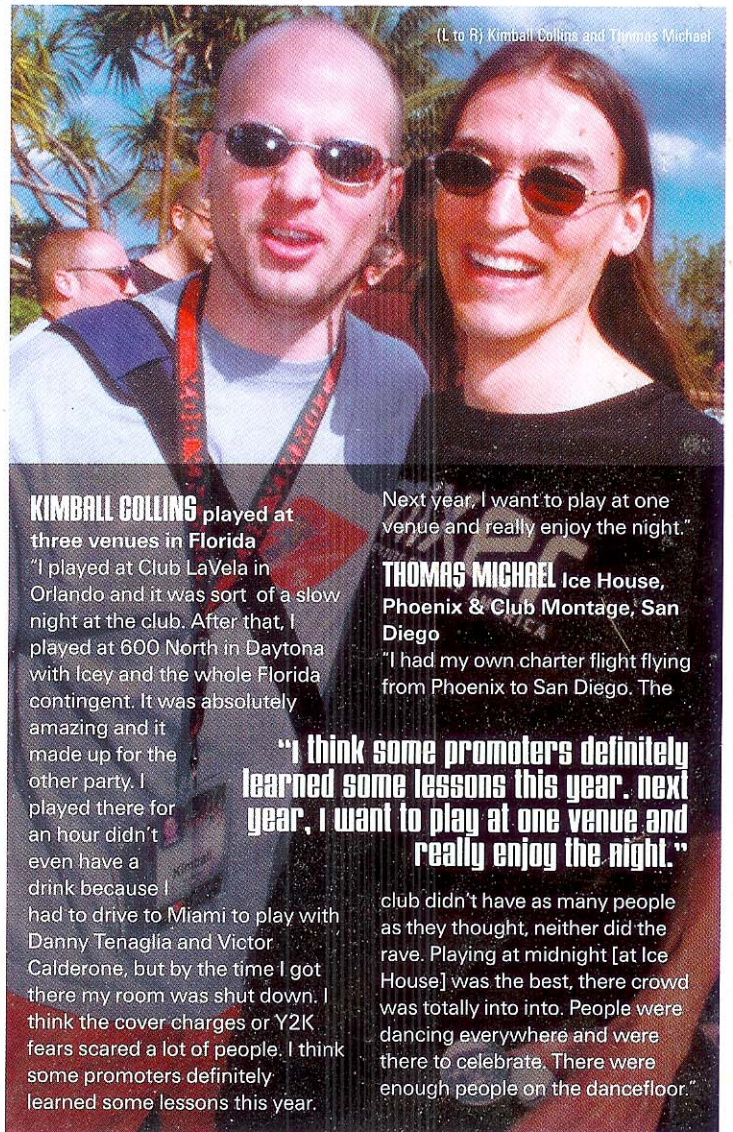 (L to R) Kimball Collins and Thomas Michael
KIMBALL COLLINS played at
three venues in Florida
"I played at Club LaVela in
Orlando and it was sort of a slow
night at the club. After that, I
played at 600 North in Daytona
with Icey and the whole Florida
contingent. It was absolutely
amazing and it
made up for the
other party. I
played there for
an hour didn't
even have a
drink because I
had to drive to Miami to play with
Danny Tenaglia and Victor
Calderone, but by the time I got
there my room was shut down. I
think the cover charges or Y2K
fears scared a lot of people. I think
some promoters definitely
learned some lessons this year.
Next year, I want to play at one
venue and really enjoy the night."
THOMAS MICHAEL Ice House,
Phoenix & Club Montage, San
Diego
"I had my own charter flight flying
from Phoenix to San Diego. The
"I think some promoters definitely
learned some lessons this year. next
year, I want to play at one venue and
really enjoy the night."
club didn't have as many people
as they thought, neither did the
rave. Playing at midnight [at Ice
House] was the best, there crowd
was totally into into. People were
dancing everywhere and were
there to celebrate. There were
enough people on the dancefloor."
Kimball
AMERICA